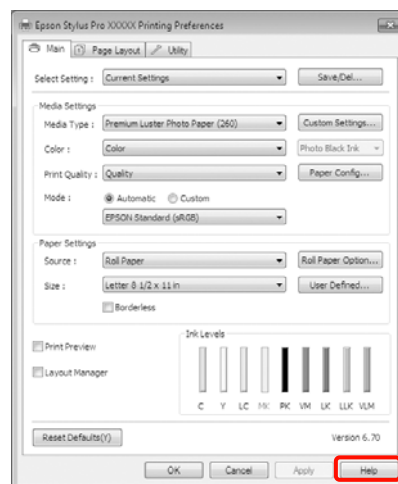 Epson Stylus Pro XXXXX Printing Preferences
Main Page Layout Utility
Select Setting : Current Settings Save/Del...
Media Settings
Media Type : Premium Luster Photo Paper (260) Custom Settings...
Color : Color Photo Black Ink
Print Quality : Quality Paper Config...
Mode : Automatic Custom
EPSON Standard (sRGB)
Paper Settings
Source : Roll Paper Roll Paper Option...
Size : Letter 8 1/2 x 11 in User Defined...
Borderless
Ink Levels
Print Preview
Layout Manager
C Y LC MK PK VM LK LLK VLM
Reset Defaults(Y) Version 6.70
OK Cancel Apply Help